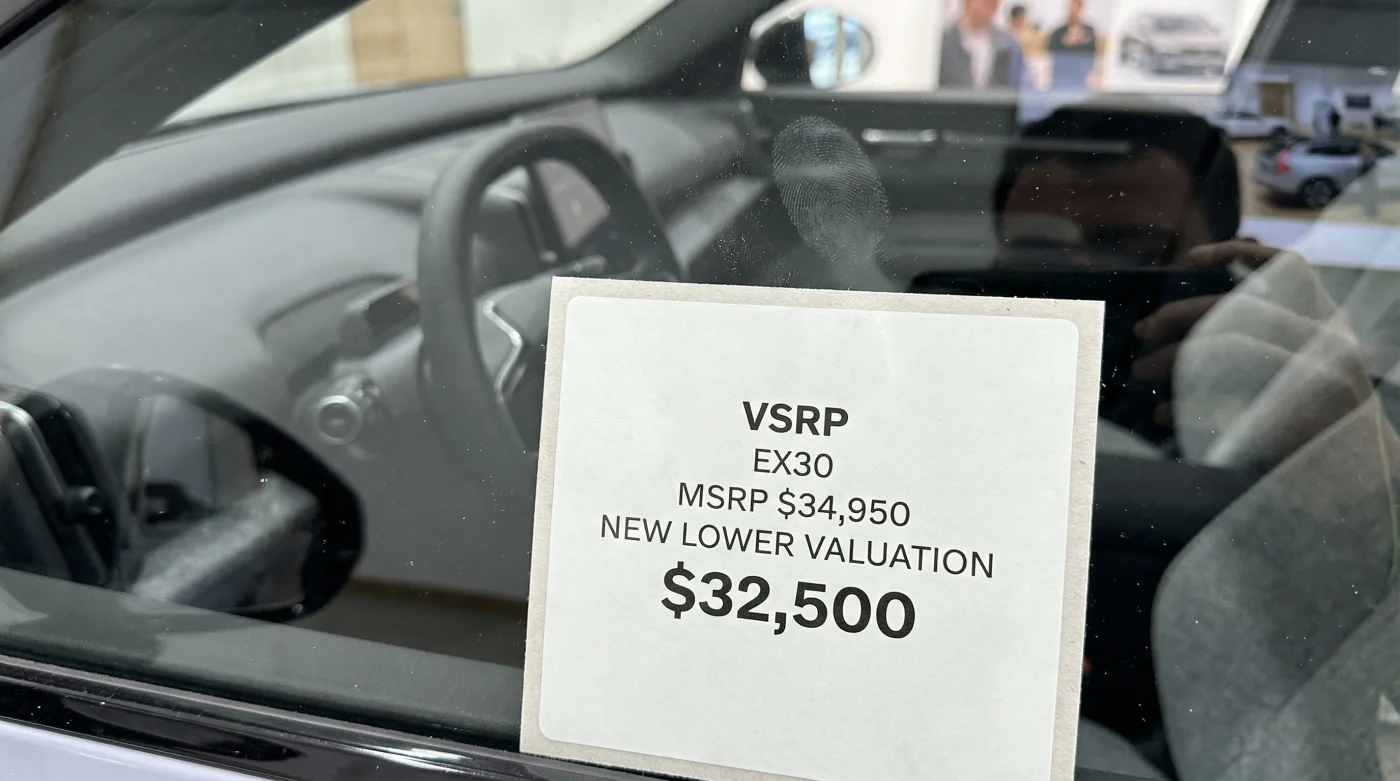 VSRP
EX30
MSRP $34,950
NEW LOWER VALUATION
$32,500